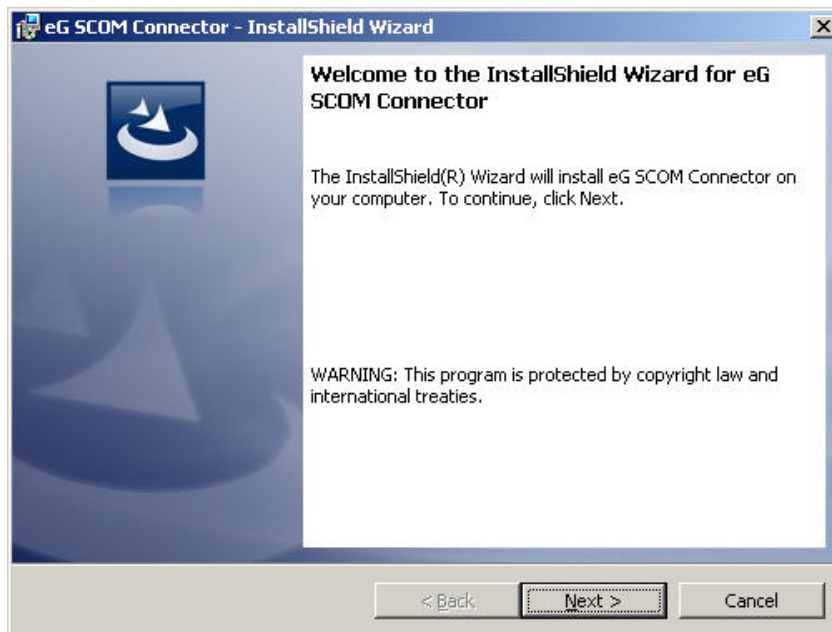 eG SCOM Connector - InstallShield Wizard
Welcome to the InstallShield Wizard for eG
SCOM Connector
The InstallShield(R) Wizard will install eG SCOM Connector on
your computer. To continue, click Next.
WARNING: This program is protected by copyright law and
international treaties.
< Back
Next >
Cancel